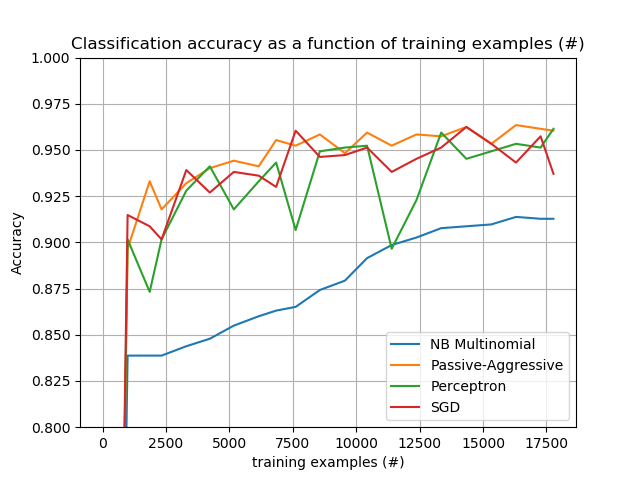 Classification accuracy as a function of training examples (#)
1.000
0.975
0.950
0.925
0.900
0.875
0.850
0.825
0.800
Accuracy
NB Multinomial
Passive-Aggressive
Perceptron
SGD
0 2500 5000 7500 10000 12500 15000 17500
training examples (#)